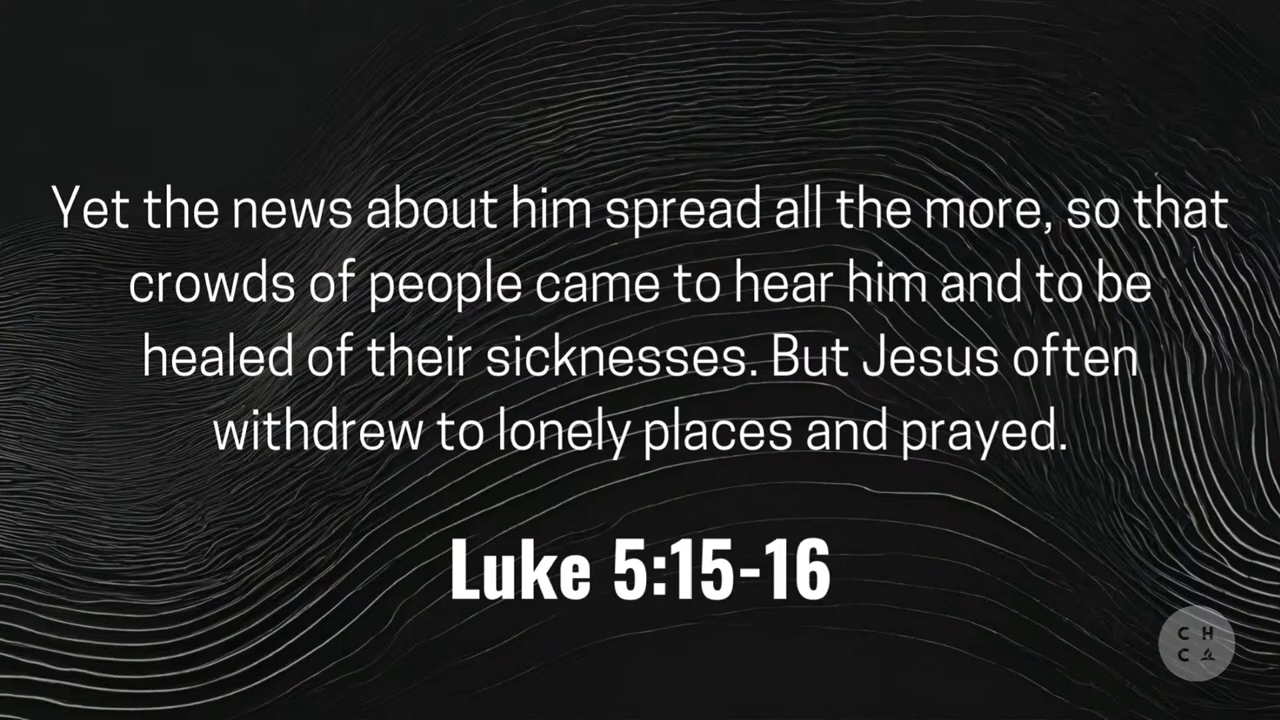 Yet the news about him spread all the more, so that
crowds of people came to hear him and to be
healed of their sicknesses. But Jesus often
withdrew to lonely places and prayed.
Luke 5:15-16
C H
C